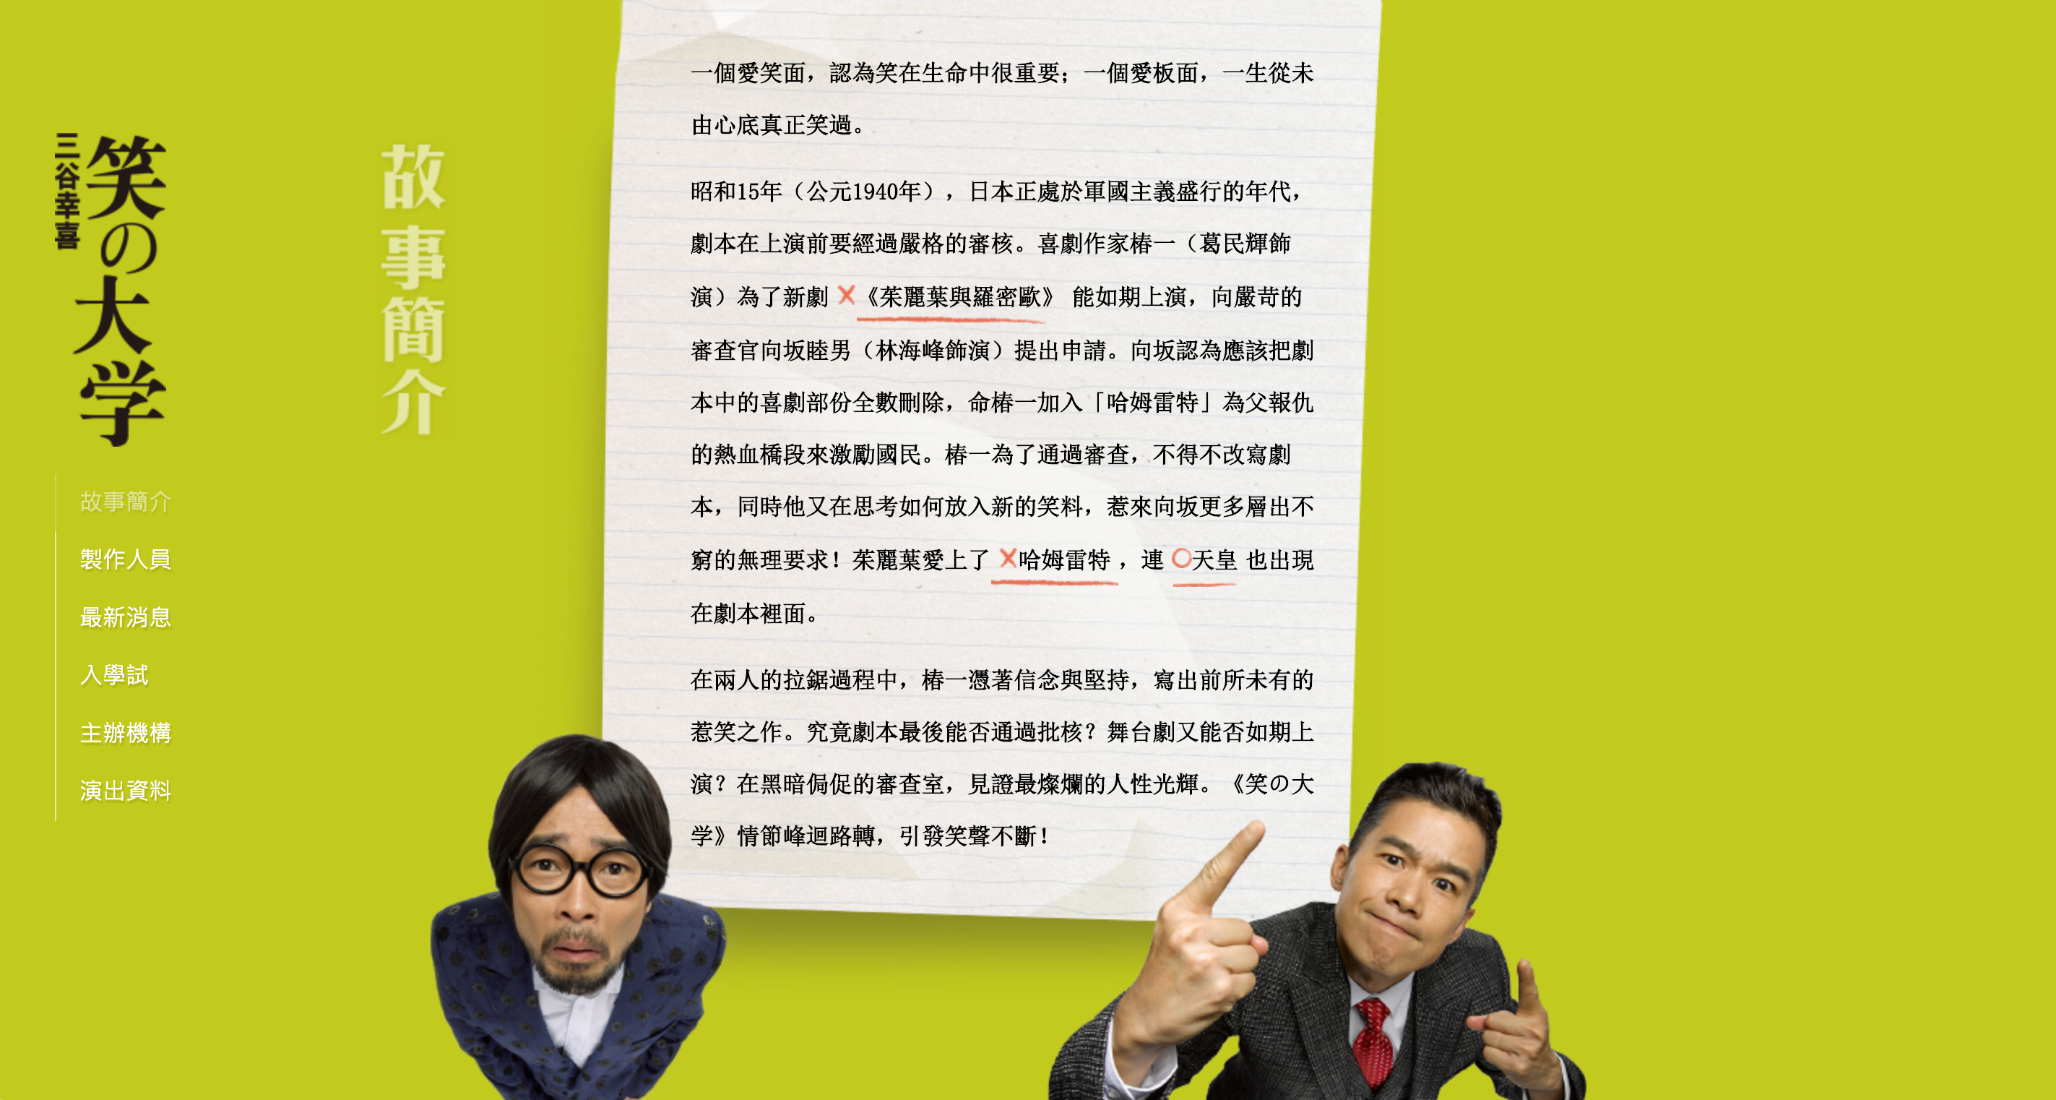 三谷幸喜
笑の大学
故事簡介
製作人員
最新消息
入學試
主辦機構
演出資料
故事簡介
一個愛笑面，認為笑在生命中很重要；一個愛板面，一生從未
由心底真正笑過。
昭和15年（公元1940年），日本正處於軍國主義盛行的年代，
劇本在上演前要經過嚴格的審核。喜劇作家椿一（葛民輝飾
演）為了新劇 ×《茱麗葉與羅密歐》 能如期上演，向嚴苛的
審查官向坂睦男（林海峰飾演）提出申請。向坂認為應該把劇
本中的喜劇部份全數刪除，命椿一加入「哈姆雷特」為父報仇
的熱血橋段來激勵國民。椿一為了通過審查，不得不改寫劇
本，同時他又在思考如何放入新的笑料，惹來向坂更多層出不
窮的無理要求！茱麗葉愛上了 ×哈姆雷特 ，連 ○天皇 也出現
在劇本裡面。
在兩人的拉鋸過程中，椿一憑著信念與堅持，寫出前所未有的
惹笑之作。究竟劇本最後能否通過批核？舞台劇又能否如期上
演？在黑暗侷促的審查室，見證最燦爛的人性光輝。《笑の大
学》情節峰迴路轉，引發笑聲不斷！